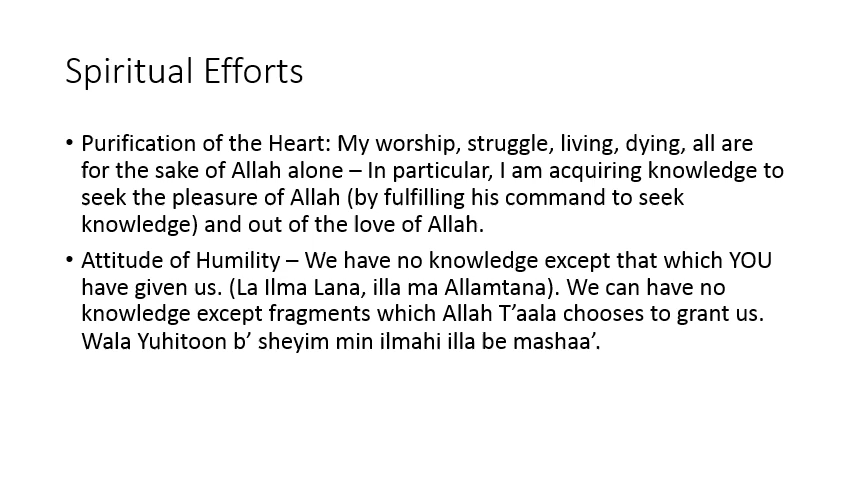 Spiritual Efforts
• Purification of the Heart: My worship, struggle, living, dying, all are
for the sake of Allah alone – In particular, I am acquiring knowledge to
seek the pleasure of Allah (by fulfilling his command to seek
knowledge) and out of the love of Allah.
• Attitude of Humility – We have no knowledge except that which YOU
have given us. (La Ilma Lana, illa ma Allamtana). We can have no
knowledge except fragments which Allah T’aala chooses to grant us.
Wala Yuhitoon b’ sheyim min ilmahi illa be mashaa’.